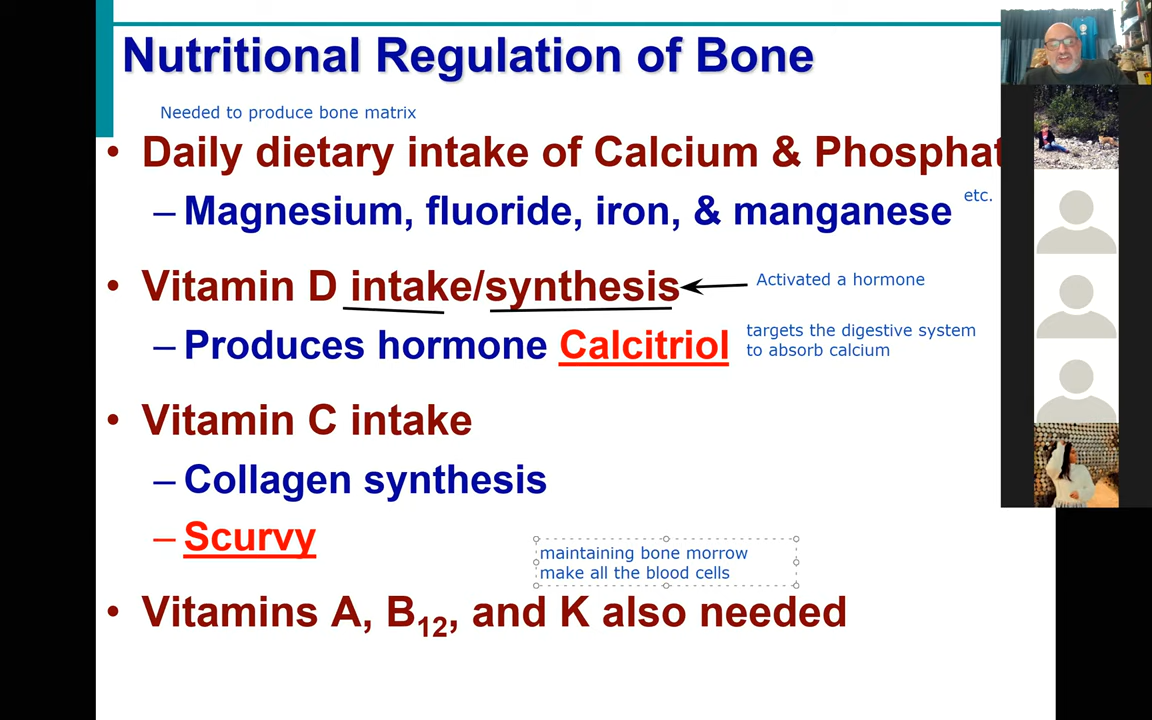 Nutritional Regulation of Bone
Needed to produce bone matrix
• Daily dietary intake of Calcium & Phosphat
– Magnesium, fluoride, iron, & manganese etc.
• Vitamin D intake/synthesis Activated a hormone
– Produces hormone Calcitriol
targets the digestive system
to absorb calcium
• Vitamin C intake
– Collagen synthesis
– Scurvy
maintaining bone morrow
make all the blood cells
• Vitamins A, B12, and K also needed